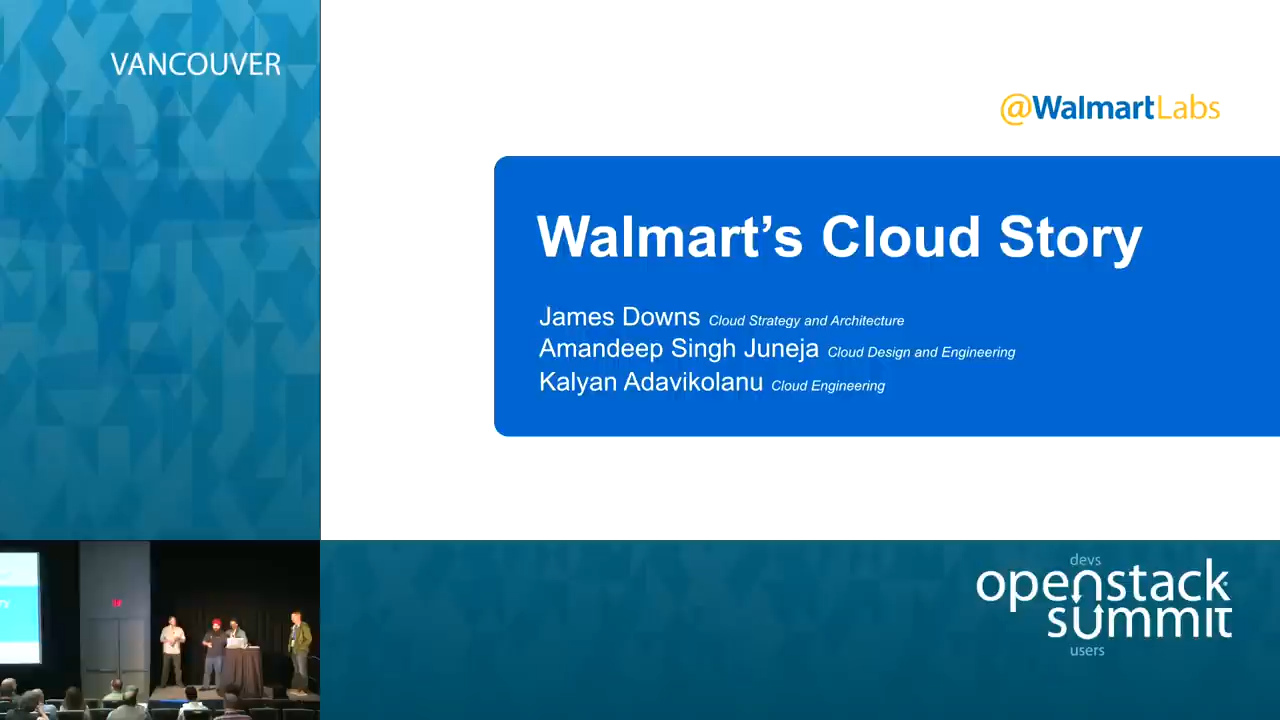 VANCOUVER
@WalmartLabs
Walmart's Cloud Story
James Downs Cloud Strategy and Architecture
Amandeep Singh Juneja Cloud Design and Engineering
Kalyan Adavikolanu Cloud Engineering
devs
openstack
summit
users